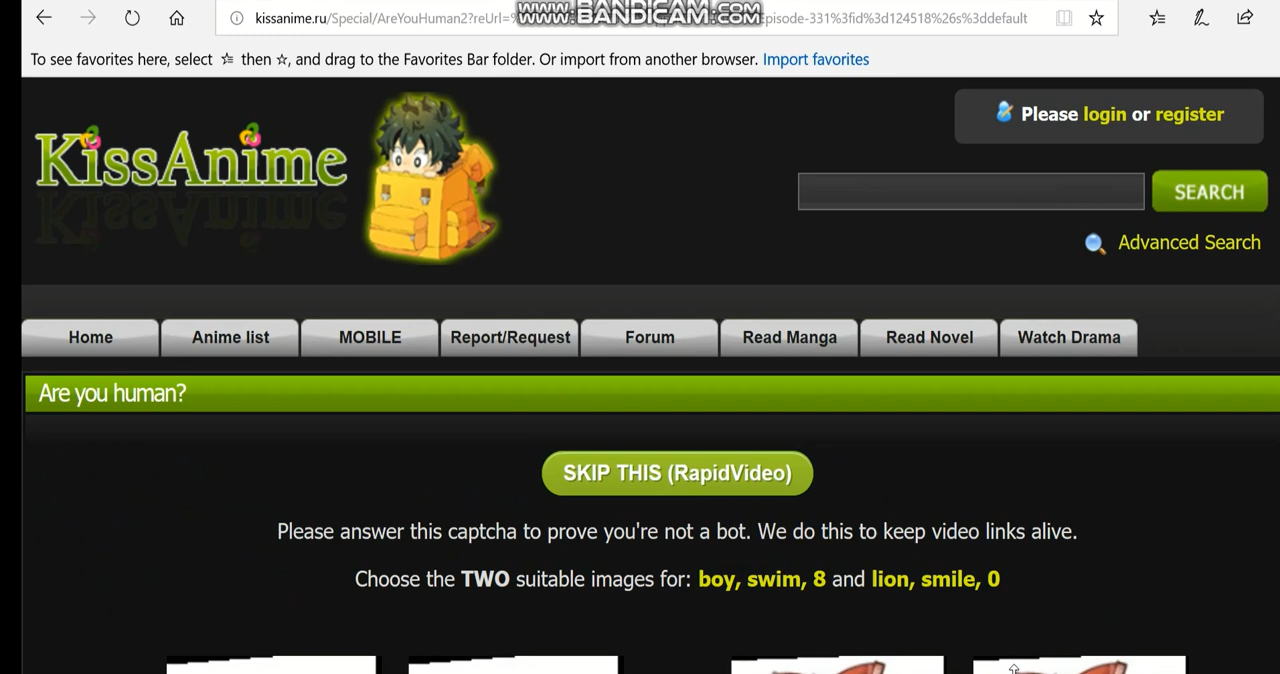 WWW.BANDICAM.COM
kissanime.ru/Special/AreYouHuman2?reUrl=
pisode-331%3fid%3d124518%26s%3ddefault
To see favorites here, select then , and drag to the Favorites Bar folder. Or import from another browser. Import favorites
KissAnime
Please login or register
SEARCH
Advanced Search
Home
Anime list
MOBILE
Report/Request
Forum
Read Manga
Read Novel
Watch Drama
Are you human?
SKIP THIS (RapidVideo)
Please answer this captcha to prove you're not a bot. We do this to keep video links alive.
Choose the TWO suitable images for: boy, swim, 8 and lion, smile, 0